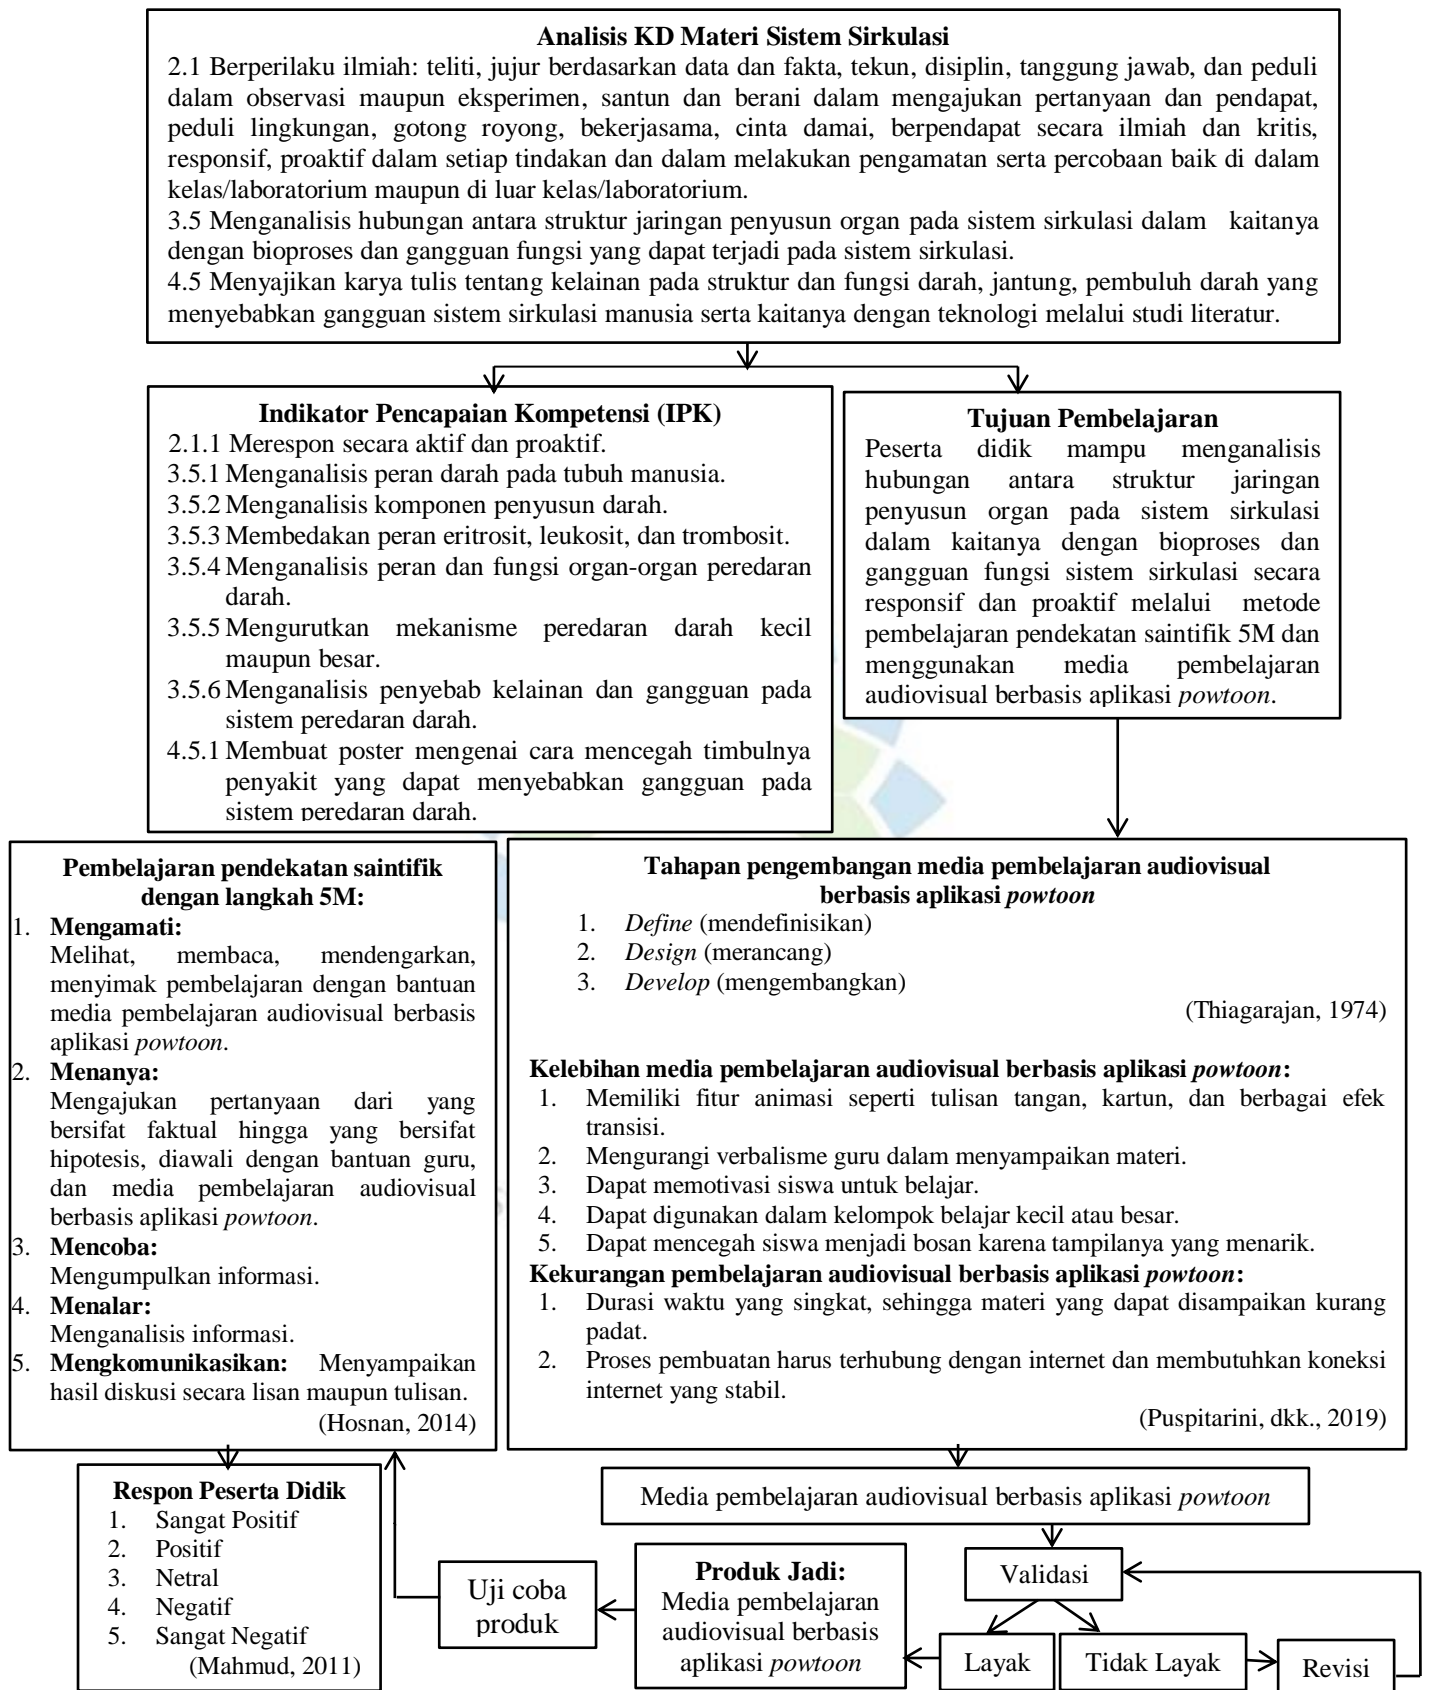 Analisis KD Materi Sistem Sirkulasi
2.1 Berperilaku ilmiah: teliti, jujur berdasarkan data dan fakta, tekun, disiplin, tanggung jawab, dan peduli
dalam observasi maupun eksperimen, santun dan berani dalam mengajukan pertanyaan dan pendapat,
peduli lingkungan, gotong royong, bekerjasama, cinta damai, berpendapat secara ilmiah dan kritis,
responsif, proaktif dalam setiap tindakan dan dalam melakukan pengamatan serta percobaan baik di dalam
kelas/laboratorium maupun di luar kelas/laboratorium.
3.5 Menganalisis hubungan antara struktur jaringan penyusun organ pada sistem sirkulasi dalam kaitanya
dengan bioproses dan gangguan fungsi yang dapat terjadi pada sistem sirkulasi.
4.5 Menyajikan karya tulis tentang kelainan pada struktur dan fungsi darah, jantung, pembuluh darah yang
menyebabkan gangguan sistem sirkulasi manusia serta kaitanya dengan teknologi melalui studi literatur.
Indikator Pencapaian Kompetensi (IPK)
2.1.1 Merespon secara aktif dan proaktif.
3.5.1 Menganalisis peran darah pada tubuh manusia.
3.5.2 Menganalisis komponen penyusun darah.
3.5.3 Membedakan peran eritrosit, leukosit, dan trombosit.
3.5.4 Menganalisis peran dan fungsi organ-organ peredaran
darah.
3.5.5 Mengurutkan mekanisme peredaran darah kecil
maupun besar.
3.5.6 Menganalisis penyebab kelainan dan gangguan pada
sistem peredaran darah.
4.5.1 Membuat poster mengenai cara mencegah timbulnya
penyakit yang dapat menyebabkan gangguan pada
sistem peredaran darah.
Tujuan Pembelajaran
Peserta didik mampu menganalisis
hubungan antara struktur jaringan
penyusun organ pada sistem sirkulasi
dalam kaitanya dengan bioproses dan
gangguan fungsi sistem sirkulasi secara
responsif dan proaktif melalui metode
pembelajaran pendekatan saintifik 5M dan
menggunakan media pembelajaran
audiovisual berbasis aplikasi powtoon.
Pembelajaran pendekatan saintifik
dengan langkah 5M:
1. Mengamati:
Melihat, membaca, mendengarkan,
menyimak pembelajaran dengan bantuan
media pembelajaran audiovisual berbasis
aplikasi powtoon.
2. Menanya:
Mengajukan pertanyaan dari yang
bersifat faktual hingga yang bersifat
hipotesis, diawali dengan bantuan guru,
dan media pembelajaran audiovisual
berbasis aplikasi powtoon.
3. Mencoba:
Mengumpulkan informasi.
4. Menalar:
Menganalisis informasi.
5. Mengkomunikasikan: Menyampaikan
hasil diskusi secara lisan maupun tulisan.
(Hosnan, 2014)
Tahapan pengembangan media pembelajaran audiovisual
berbasis aplikasi powtoon
1. Define (mendefinisikan)
2. Design (merancang)
3. Develop (mengembangkan)
(Thiagarajan, 1974)
Kelebihan media pembelajaran audiovisual berbasis aplikasi powtoon:
1. Memiliki fitur animasi seperti tulisan tangan, kartun, dan berbagai efek
transisi.
2. Mengurangi verbalisme guru dalam menyampaikan materi.
3. Dapat memotivasi siswa untuk belajar.
4. Dapat digunakan dalam kelompok belajar kecil atau besar.
5. Dapat mencegah siswa menjadi bosan karena tampilanya yang menarik.
Kekurangan pembelajaran audiovisual berbasis aplikasi powtoon:
1. Durasi waktu yang singkat, sehingga materi yang dapat disampaikan kurang
padat.
2. Proses pembuatan harus terhubung dengan internet dan membutuhkan koneksi
internet yang stabil.
(Puspitarini, dkk., 2019)
Respon Peserta Didik
1. Sangat Positif
2. Positif
3. Netral
4. Negatif
5. Sangat Negatif
(Mahmud, 2011)
Media pembelajaran audiovisual berbasis aplikasi powtoon
Validasi
Layak
Tidak Layak
Revisi
Produk Jadi:
Media pembelajaran
audiovisual berbasis
aplikasi powtoon
Uji coba
produk